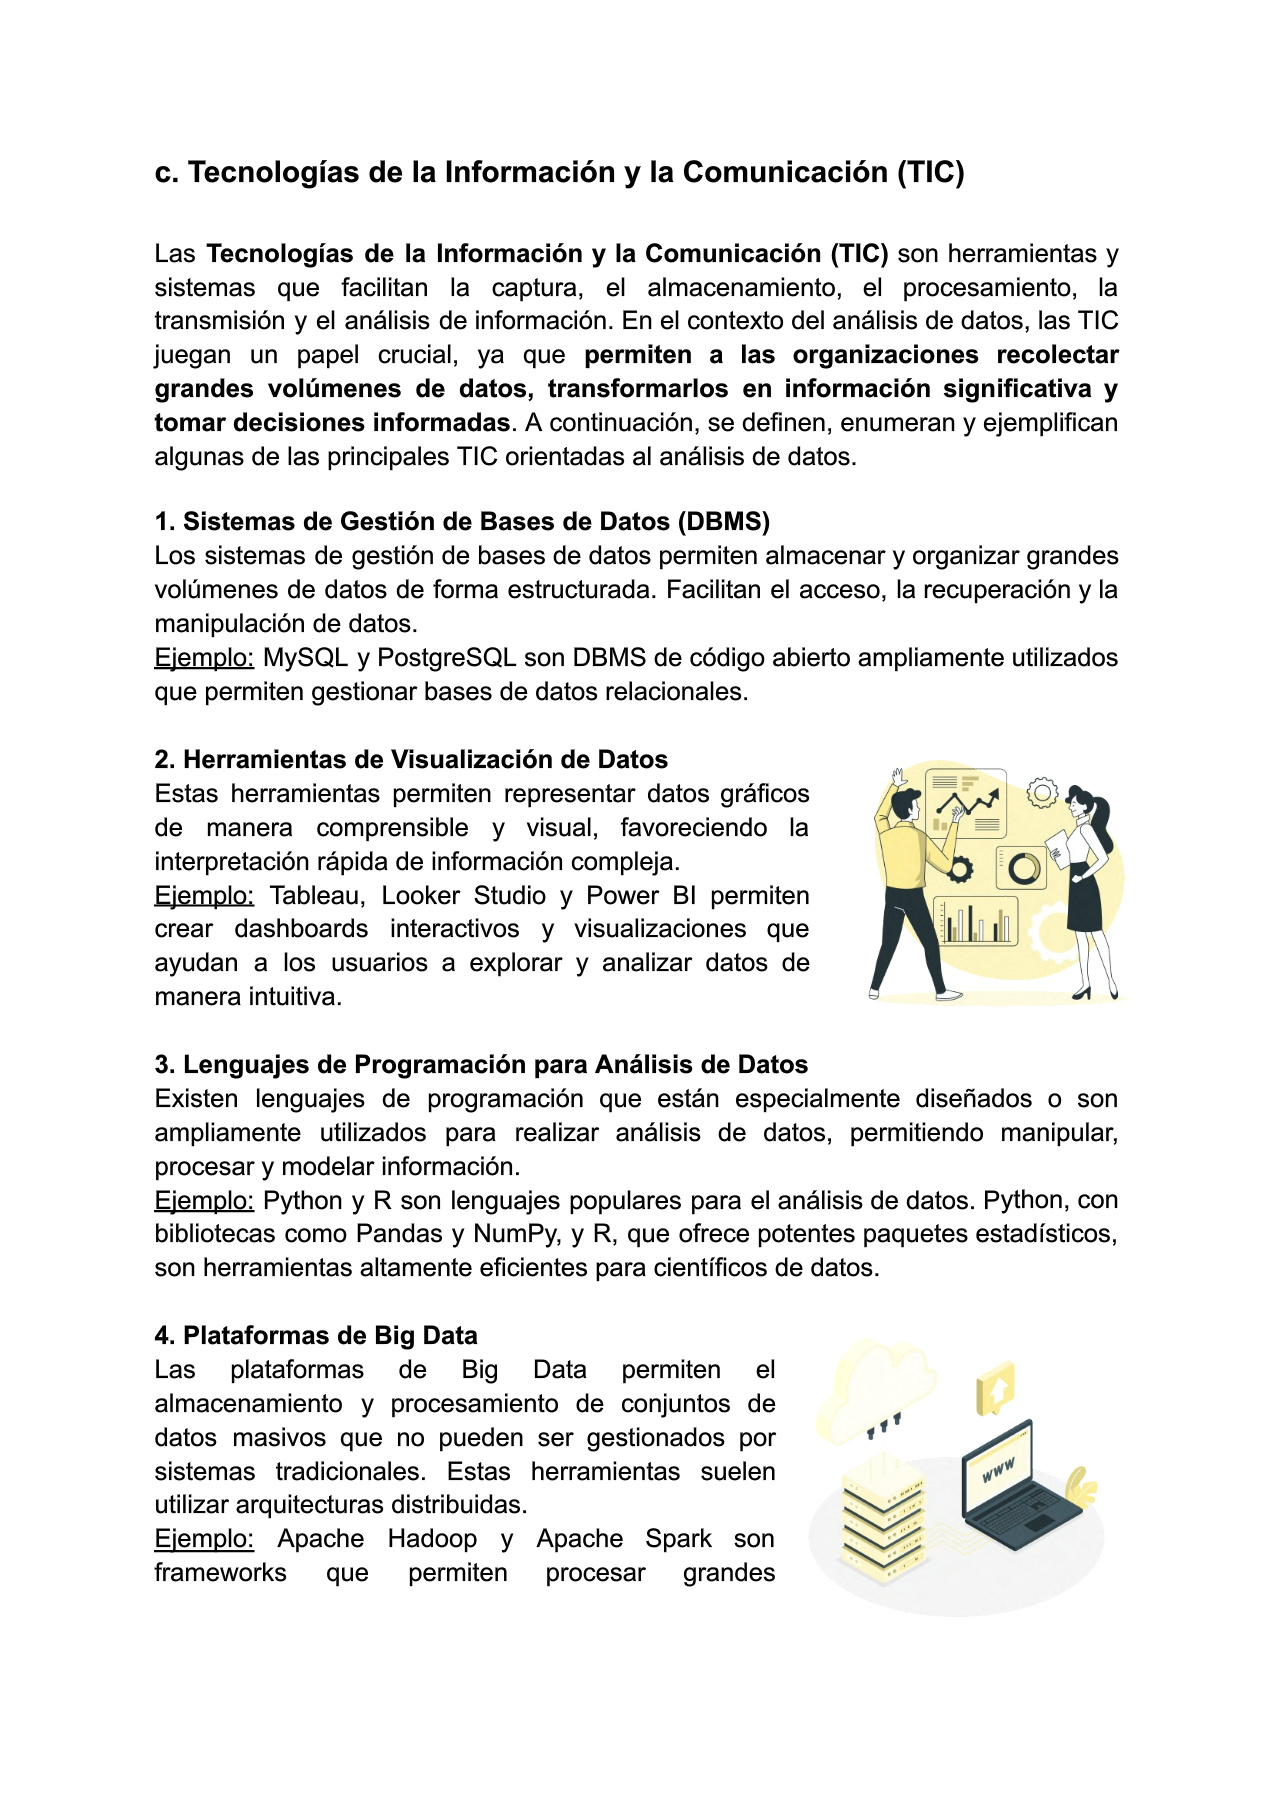 c. Tecnologías de la Información y la Comunicación (TIC)
Las Tecnologías de la Información y la Comunicación (TIC) son herramientas y
sistemas que facilitan la captura, el almacenamiento, el procesamiento, la
transmisión y el análisis de información. En el contexto del análisis de datos, las TIC
juegan un papel crucial, ya que permiten a las organizaciones recolectar
grandes volúmenes de datos, transformarlos en información significativa y
tomar decisiones informadas. A continuación, se definen, enumeran y ejemplifican
algunas de las principales TIC orientadas al análisis de datos.
1. Sistemas de Gestión de Bases de Datos (DBMS)
Los sistemas de gestión de bases de datos permiten almacenar y organizar grandes
volúmenes de datos de forma estructurada. Facilitan el acceso, la recuperación y la
manipulación de datos.
Ejemplo: MySQL y PostgreSQL son DBMS de código abierto ampliamente utilizados
que permiten gestionar bases de datos relacionales.
2. Herramientas de Visualización de Datos
Estas herramientas permiten representar datos gráficos
de manera comprensible y visual, favoreciendo la
interpretación rápida de información compleja.
Ejemplo: Tableau, Looker Studio y Power BI permiten
crear dashboards interactivos y visualizaciones que
ayudan a los usuarios a explorar y analizar datos de
manera intuitiva.
3. Lenguajes de Programación para Análisis de Datos
Existen lenguajes de programación que están especialmente diseñados o son
ampliamente utilizados para realizar análisis de datos, permitiendo manipular,
procesar y modelar información.
Ejemplo: Python y R son lenguajes populares para el análisis de datos. Python, con
bibliotecas como Pandas y NumPy, y R, que ofrece potentes paquetes estadísticos,
son herramientas altamente eficientes para científicos de datos.
4. Plataformas de Big Data
Las plataformas de Big Data permiten el
almacenamiento y procesamiento de conjuntos de
datos masivos que no pueden ser gestionados por
sistemas tradicionales. Estas herramientas suelen
utilizar arquitecturas distribuidas.
Ejemplo: Apache Hadoop y Apache Spark son
frameworks que permiten procesar grandes
WWW